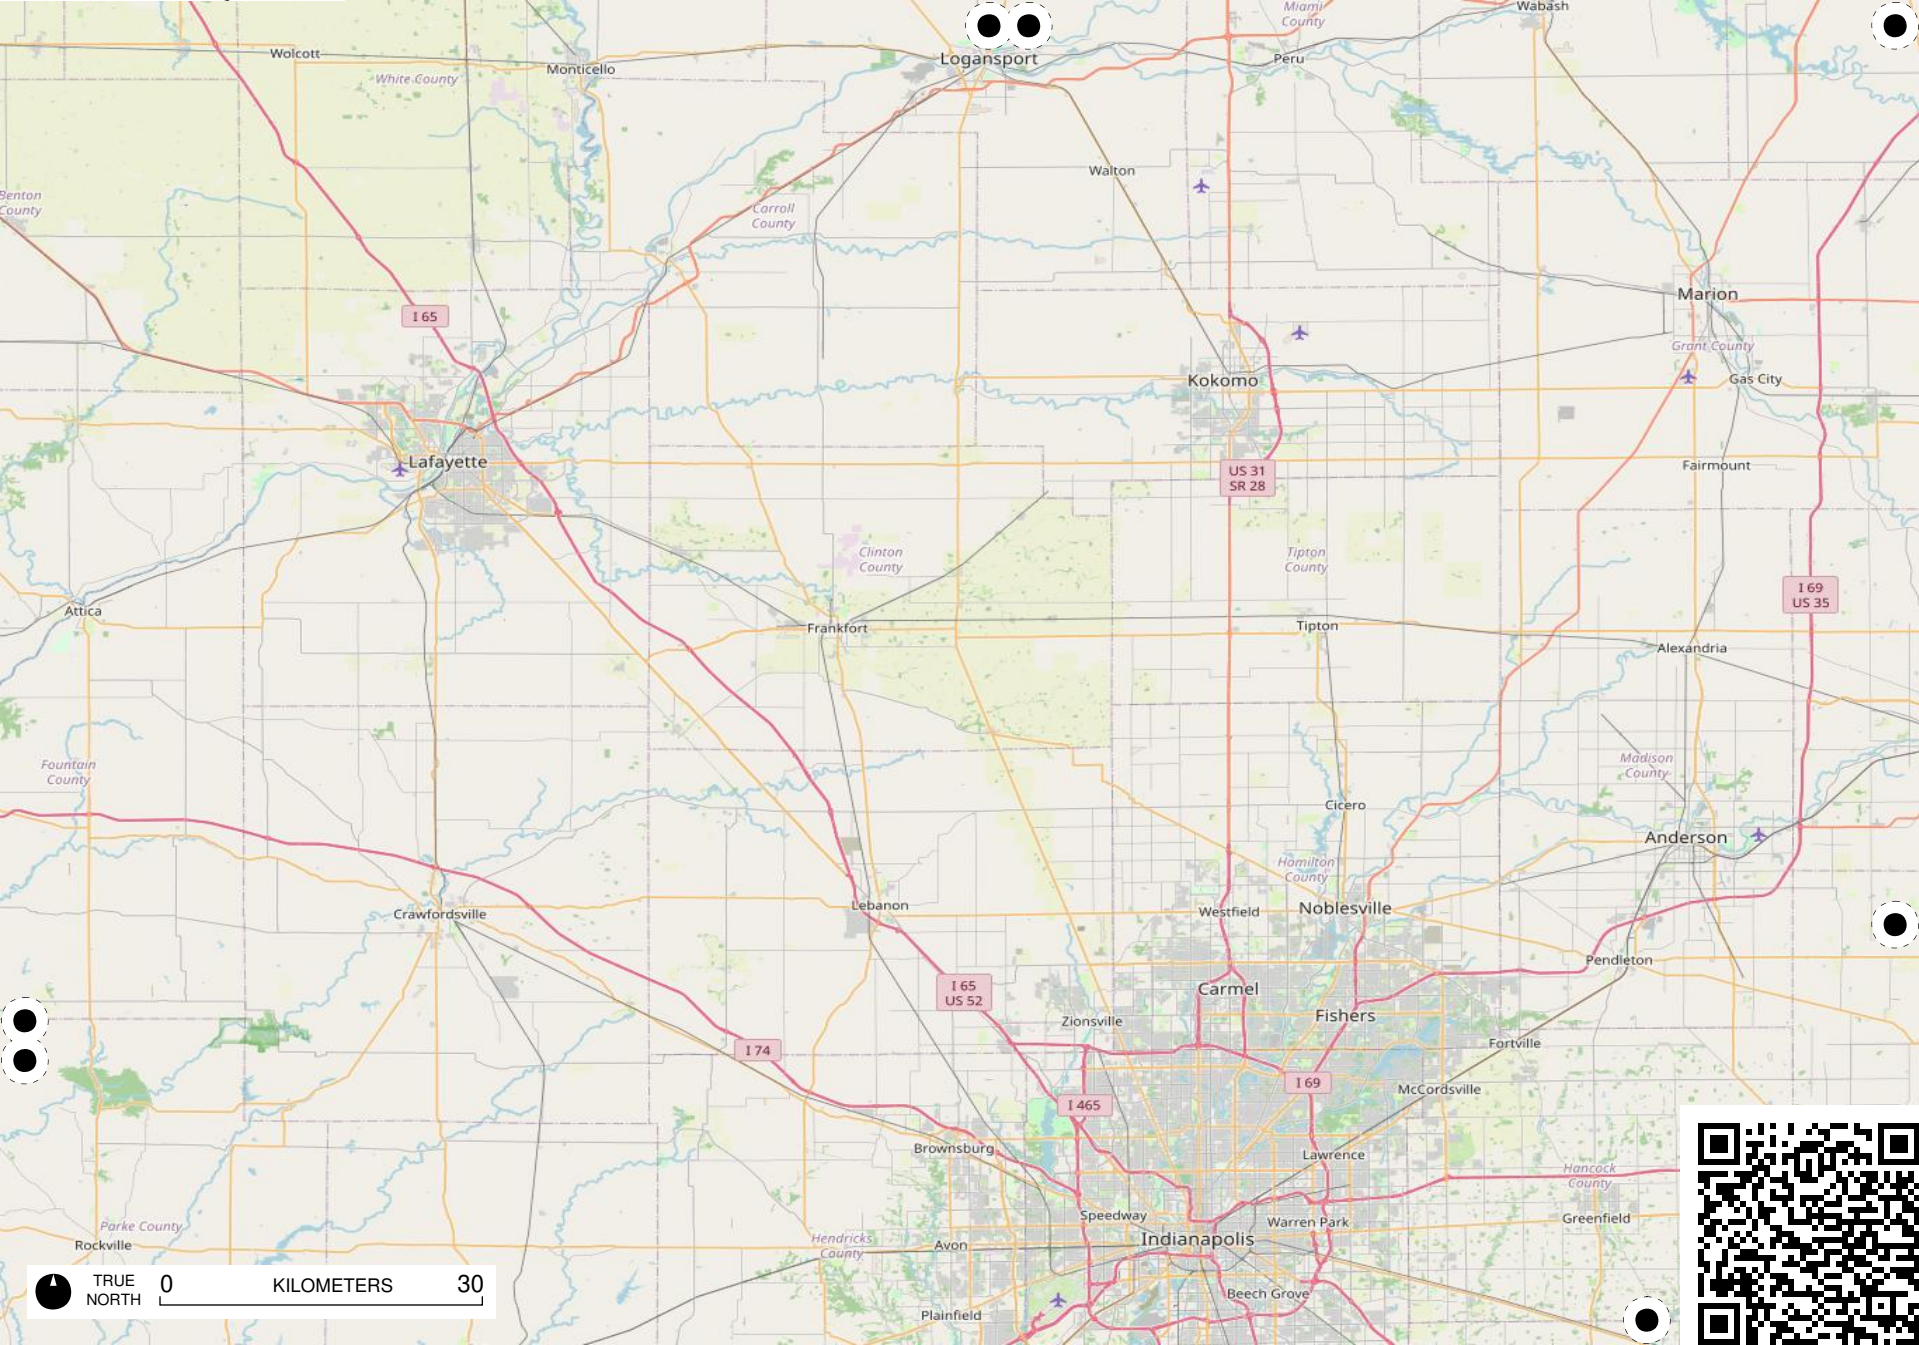 Wabash
Miami
County
Wolcott
Logansport
Peru
Monticello
White County
Walton
Benton
County
Carroll
County
Marion
I 65
Grant County
Gas City
Kokomo
Lafayette
Fairmount
US 31
SR 28
Clinton
County
Tipton
County
I 69
US 35
Attica
Frankfort
Tipton
Alexandria
Fountain
County
Madison
County
Cicero
Anderson
Hamilton
County
Lebanon
Crawfordsville
Westfield
Noblesville
Pendleton
I 65
US 52
Carmel
Zionsville
Fishers
Fortville
I 74
I 69
McCordsville
I 465
Brownsburg
Lawrence
Hancock
County
Speedway
Warren Park
Greenfield
Parke County
Indianapolis
Rockville
Hendricks
County
Avon
Beech Grove
Plainfield
TRUE
NORTH
0 KILOMETERS 30